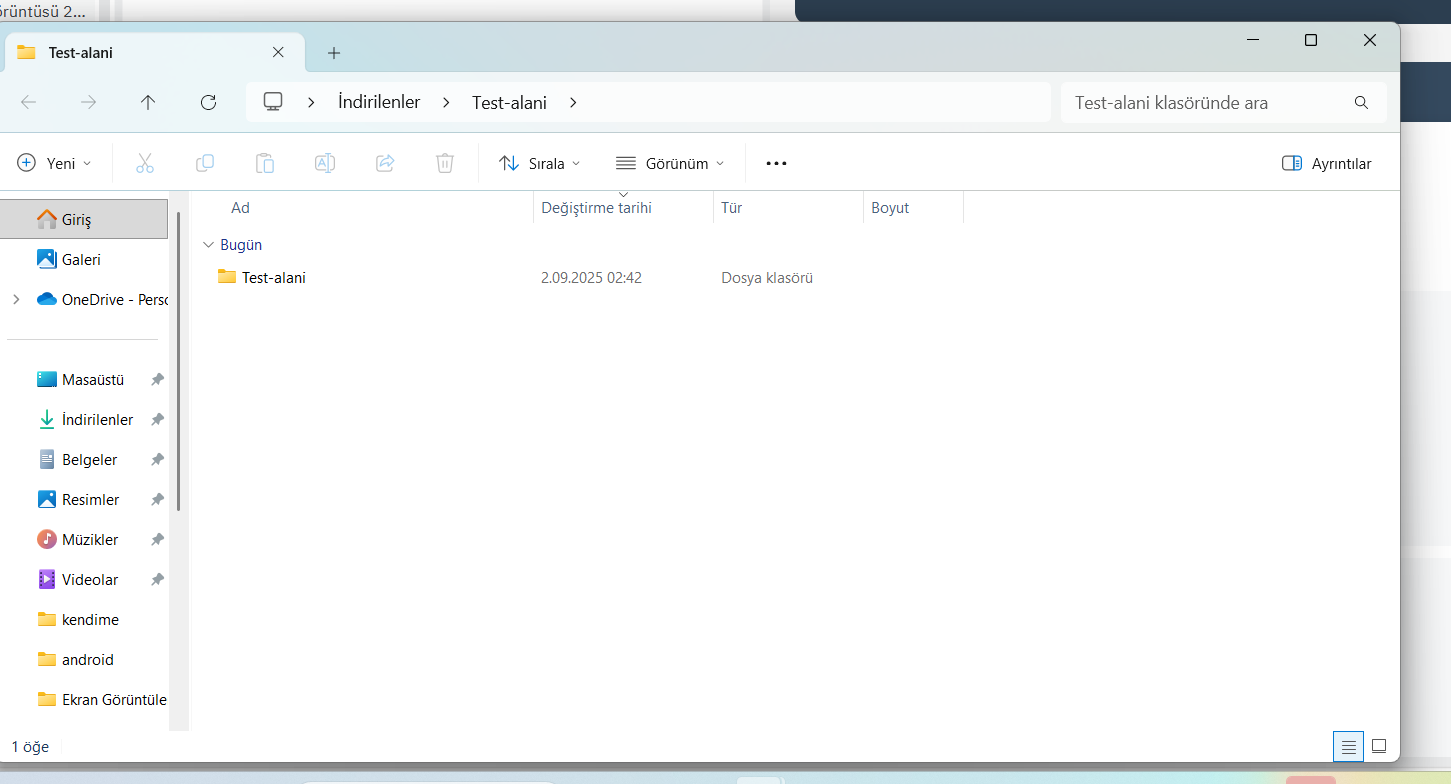 örüntüsü 2...
Test-alani
İndirilenler
Test-alani
Test-alani klasöründe ara
Yeni
Sırala
Görünüm
Ayrıntılar
Ad
Değiştirme tarihi
Tür
Boyut
Giriş
Galeri
OneDrive - Perso
Masaüstü
İndirilenler
Belgeler
Resimler
Müzikler
Videolar
kendime
android
Ekran Görüntüle
Bugün
Test-alani
2.09.2025 02:42
Dosya klasörü
1 öğe